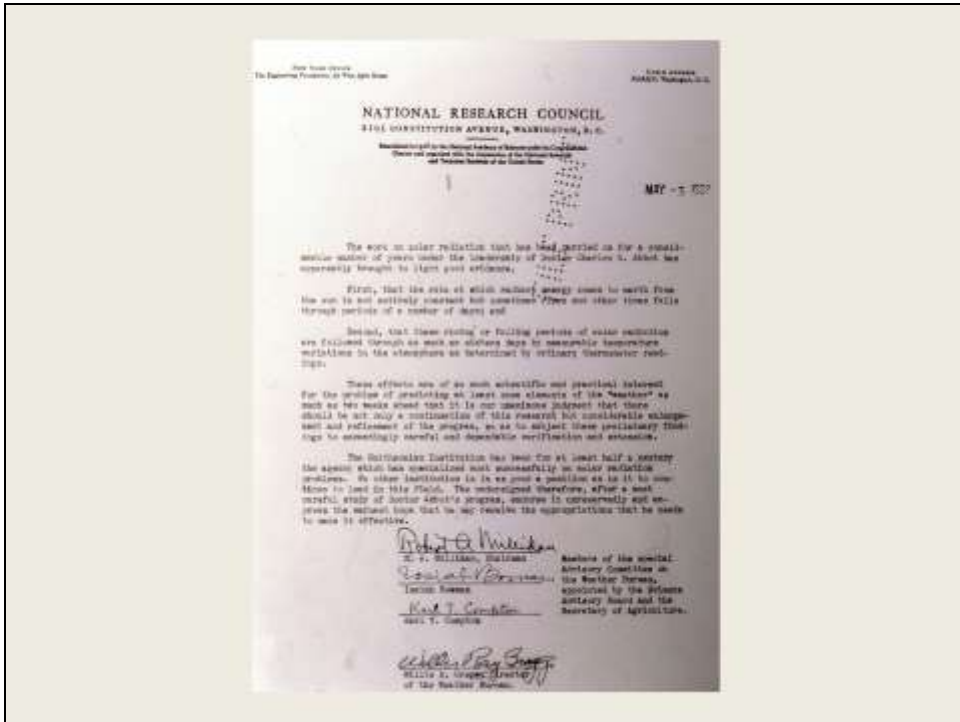 The Engineering
NATIONAL RESEARCH COUNCIL
2101 CONSTITUTION AVENUE, WASHINGTON, D. C.
MAY
The work on solar radiation that has been carried on for a consid-
erable number of years under the leadership of Doctor Charles G. Abbot has
apparently brought to light good evidence,
First, that the rate at which radiant energy comes to earth from
the sun is not entirely constant but sometimes rises and other times falls
through periods of a number of days; and
Second, that these rising or falling periods of solar radiation
are followed through as much as sixteen days by measurable temperature
variations in the atmosphere as determined by ordinary thermometer read-
ings.
These effects are of so much scientific and practical interest
for the problem of predicting at least some elements of the "weather" as
much as two weeks ahead that it is our unanimous judgment that there
should be not only a continuation of this research but considerable enlarge-
ment and refinement of the program, so as to subject these preliminary find-
ings to exceedingly careful and dependable verification and extension.
The Smithsonian Institution has been for at least half a century
the agency which has specialized most successfully on solar radiation
problems. No other institution is in as good a position as is it to con-
tinue to lead in this field. The undersigned therefore, after a most
careful study of Doctor Abbot's program, endorse it unreservedly and ex-
press the earnest hope that he may receive the appropriations that he needs
to make it effective.
Robert A. Millikan
R. A. Millikan, Chairman
Isaiah Bowman
Isaiah Bowman
Karl T. Compton
Karl T. Compton
Members of the special
Advisory Committee on
the Weather Bureau,
appointed by the Science
Advisory Board and the
Secretary of Agriculture.
Willis Ray Gregg
Willis R. Gregg, Director
of the Weather Bureau.